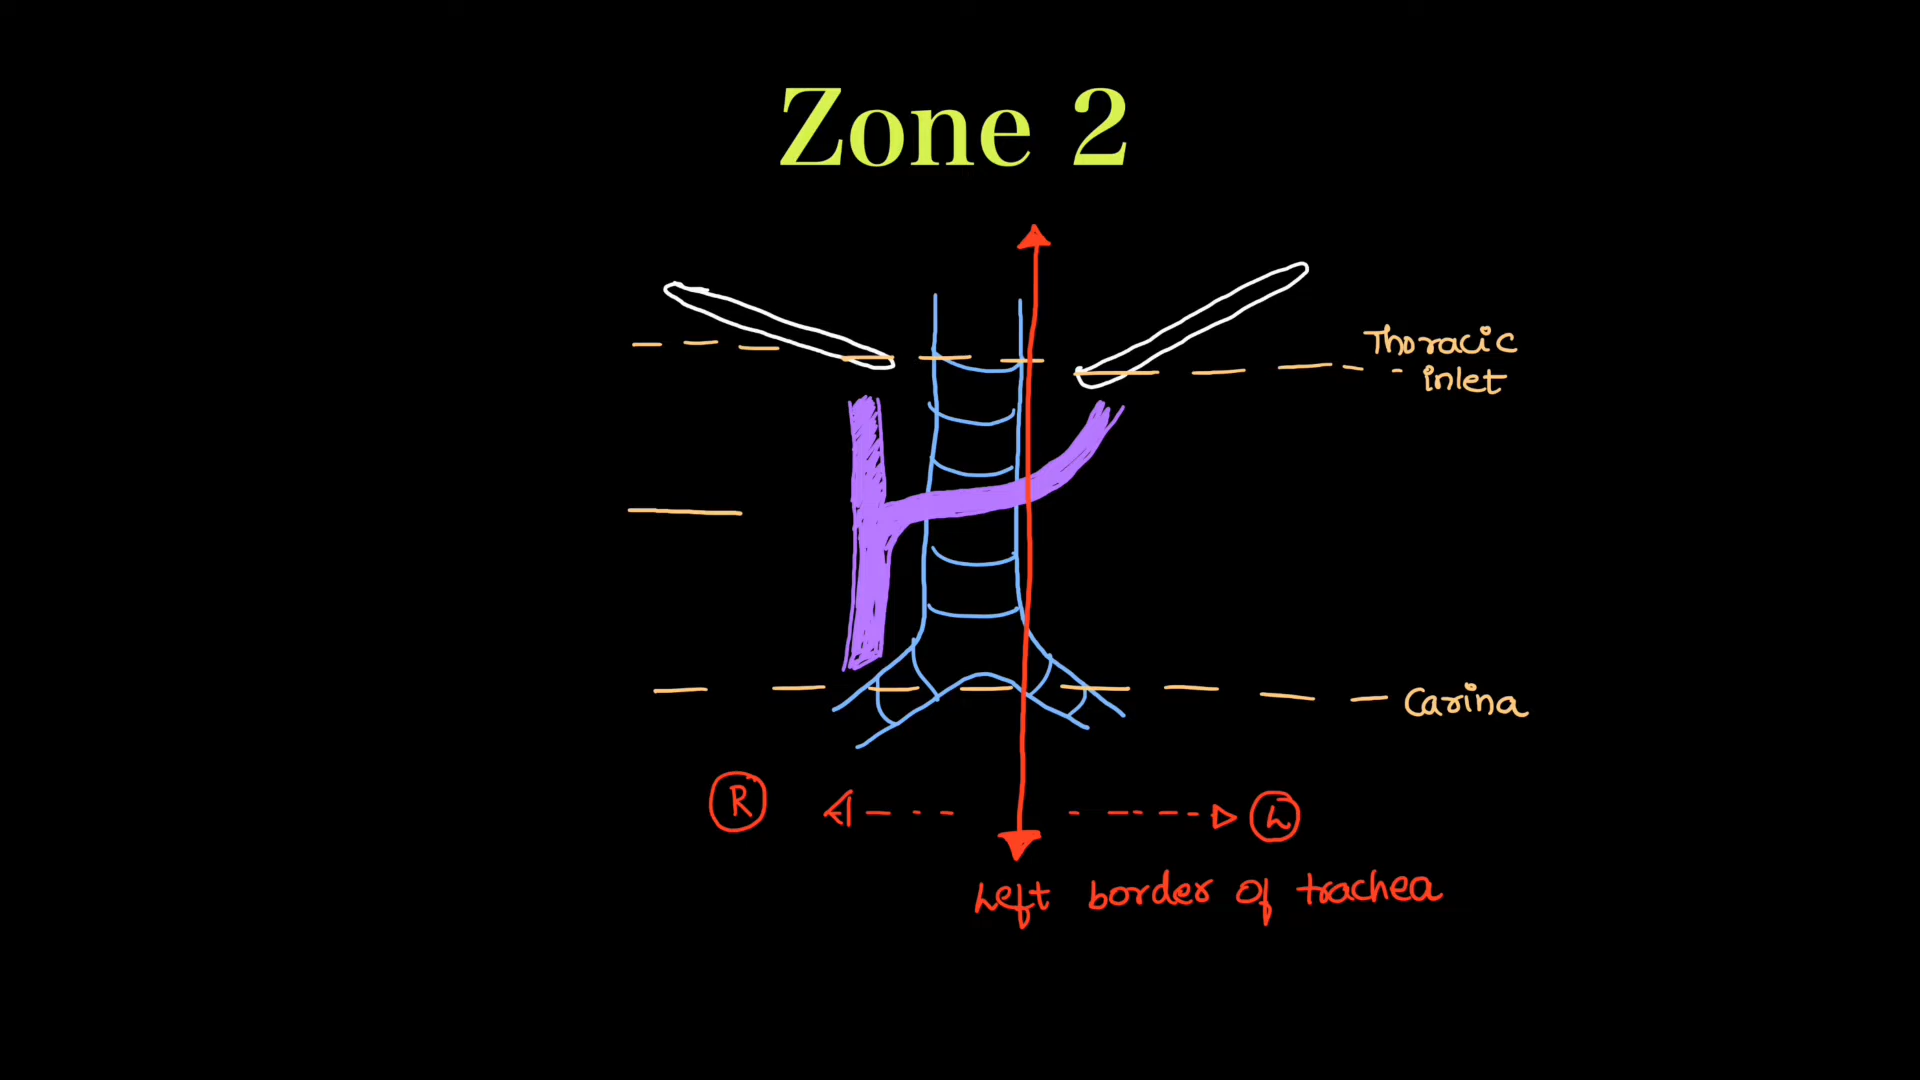 Zone 2
Thoracic
inlet
Carina
R
L
Left border of trachea